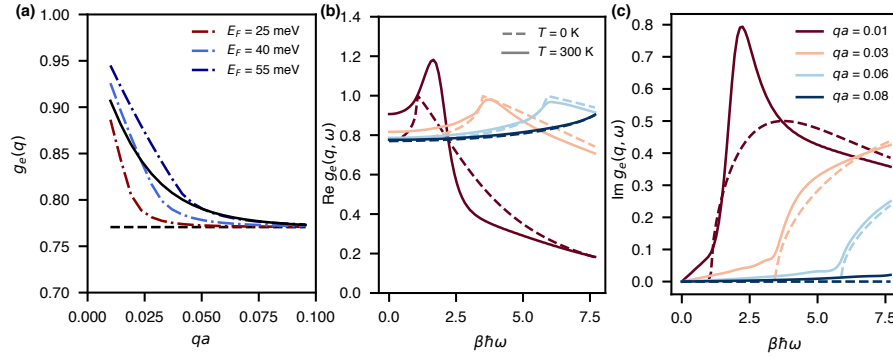 (a)
1.00
0.95
0.90
0.85
0.80
0.75
0.70
g_e(q)
0.000
0.025
0.050
0.075
0.100
qa
E_F = 25 meV
E_F = 40 meV
E_F = 55 meV
(b)
1.4
1.2
1.0
0.8
0.6
0.4
0.2
0.0
Re g_e(q, ω)
0.0
2.5
5.0
7.5
βħω
T = 0 K
T = 300 K
(c)
0.8
0.7
0.6
0.5
0.4
0.3
0.2
0.1
0.0
Im g_e(q, ω)
0.0
2.5
5.0
7.5
βħω
qa = 0.01
qa = 0.03
qa = 0.06
qa = 0.08